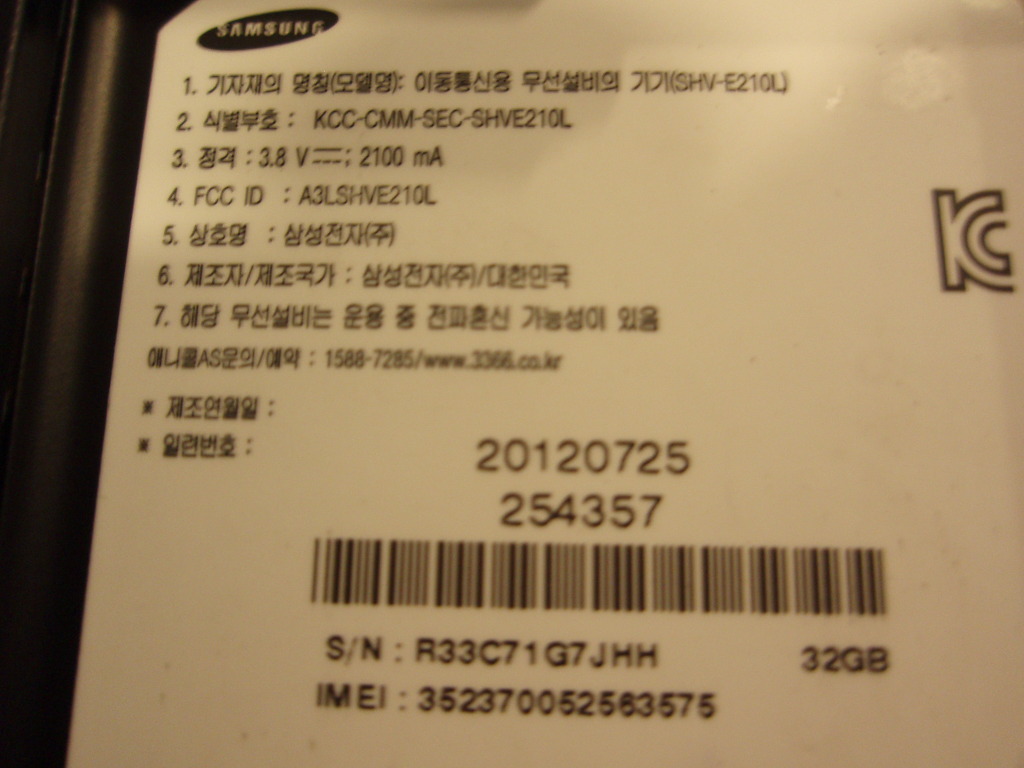 SAMSUNG
1. 기자재의 명칭(모델명): 이동통신용 무선설비의 기기(SHV-E210L)
2. 식별부호 : KCC-CMM-SEC-SHVE210L
3. 정격 : 3.8 V⎓; 2100 mA
4. FCC ID : A3LSHVE210L
5. 상호명 : 삼성전자(주)
6. 제조자/제조국가 : 삼성전자(주)/대한민국
7. 해당 무선설비는 운용 중 전파혼신 가능성이 있음
애니콜AS문의/예약 : 1588-7285/www.3366.co.kr
※ 제조연월일 :
※ 일련번호 :
20120725
254357
S/N : R33C71G7JHH 32GB
IMEI : 352370052563575
KC